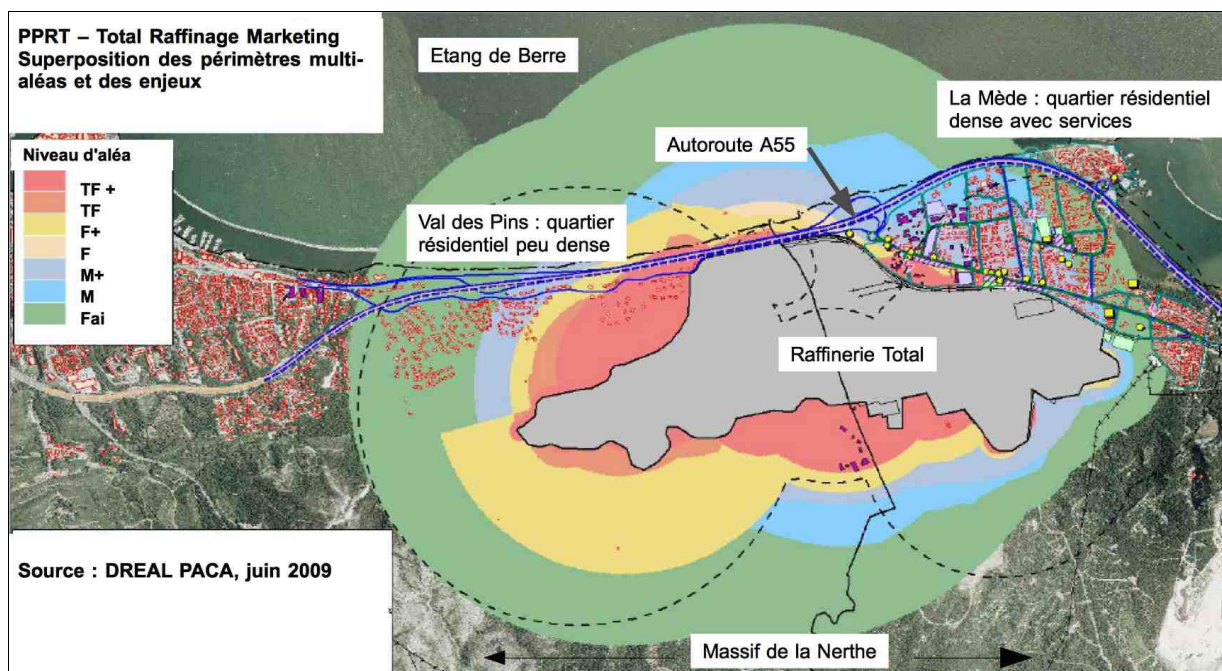 PPRT – Total Raffinage Marketing
Superposition des périmètres multi-
aléas et des enjeux
Etang de Berre
La Mède : quartier résidentiel
dense avec services
Autoroute A55
Niveau d'aléa
TF +
TF
F+
F
M+
M
Fai
Val des Pins : quartier
résidentiel peu dense
Raffinerie Total
Source : DREAL PACA, juin 2009
Massif de la Nerthe